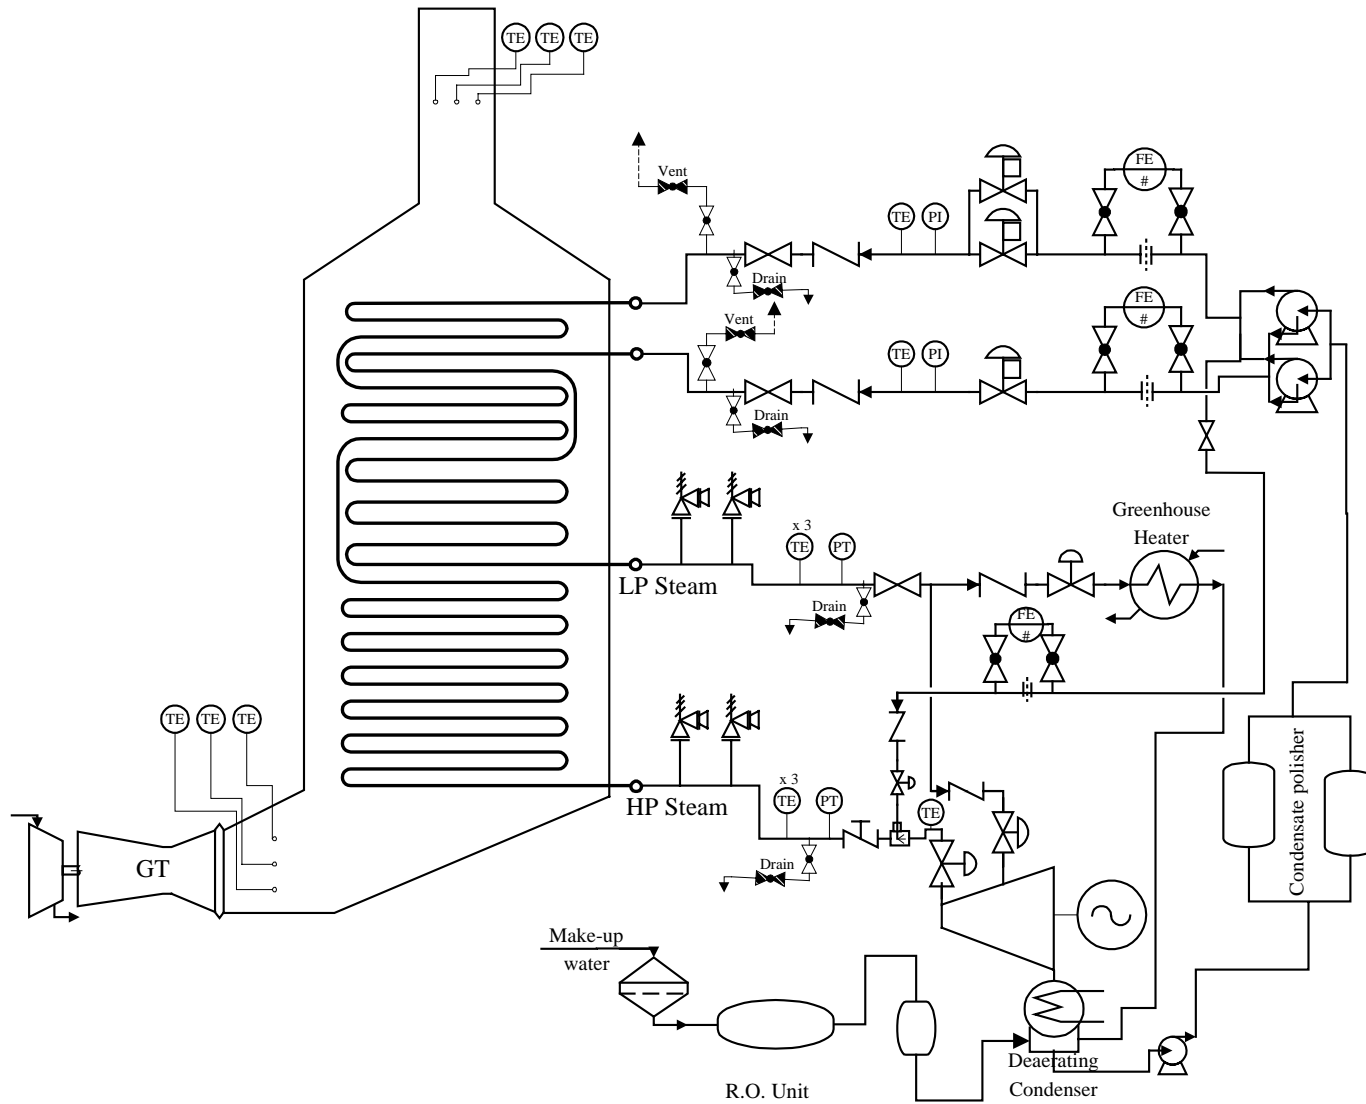 TE TE TE
FE
#
Vent
TE PI
Drain
FE
#
Vent
TE PI
Drain
Greenhouse
Heater
x 3
TE PT
LP Steam
Drain
FE
#
TE TE TE
x 3
HP Steam
TE PT
TE
Drain
GT
Condensate polisher
Make-up
water
Deaerating
Condenser
R.O. Unit